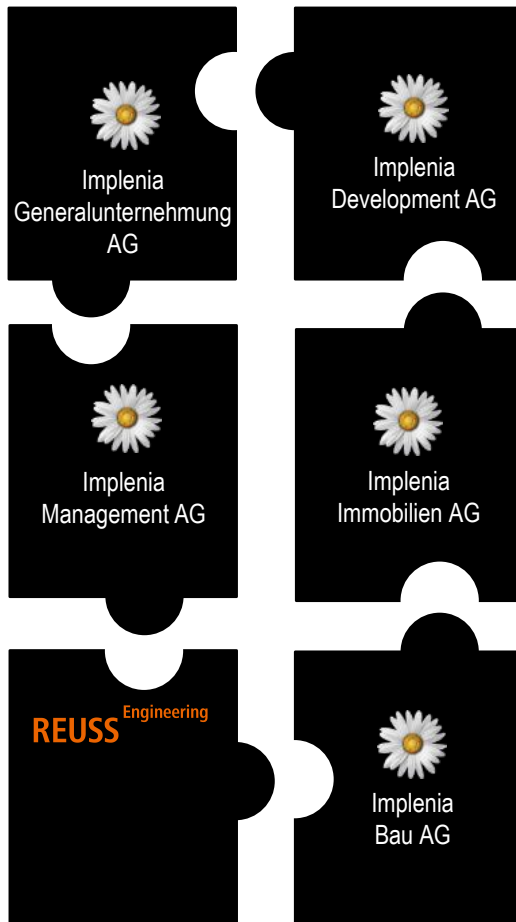 Implenia
Generalunternehmung
AG
Implenia
Development AG
Implenia
Management AG
Implenia
Immobilien AG
REUSS Engineering
Implenia
Bau AG